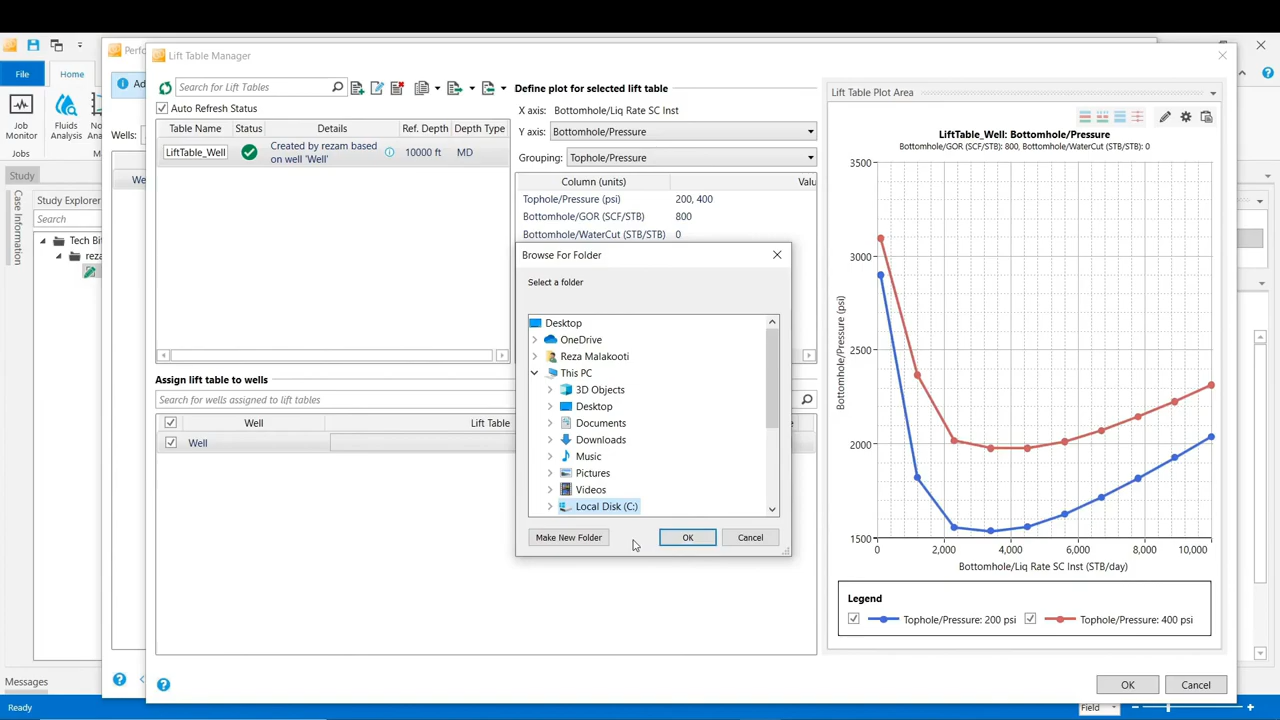 Perfo
Lift Table Manager
File
Home
Ad
Search for Lift Tables
Define plot for selected lift table
Auto Refresh Status
X axis: Bottomhole/Liq Rate SC Inst
Y axis: Bottomhole/Pressure
Grouping: Tophole/Pressure
Job Monitor
Fluids Analysis
Jobs
Wells:
Table Name Status Details Ref. Depth Depth Type
LiftTable_Well Created by rezam based on well 'Well' 10000 ft MD
Column (units) Valu
Tophole/Pressure (psi) 200, 400
Bottomhole/GOR (SCF/STB) 800
Bottomhole/WaterCut (STB/STB) 0
Study
Case Information
Study Explorer
Search
Tech Bit
reza
We
Browse For Folder
Select a folder
Desktop
OneDrive
Reza Malakooti
This PC
3D Objects
Desktop
Documents
Downloads
Music
Pictures
Videos
Local Disk (C:)
Make New Folder
OK
Cancel
Assign lift table to wells
Search for wells assigned to lift tables
Well Lift Table
Well
Lift Table Plot Area
LiftTable_Well: Bottomhole/Pressure
Bottomhole/GOR (SCF/STB): 800, Bottomhole/WaterCut (STB/STB): 0
3500
3000
2500
2000
1500
Bottomhole/Pressure (psi)
0 2,000 4,000 6,000 8,000 10,000
Bottomhole/Liq Rate SC Inst (STB/day)
Legend
Tophole/Pressure: 200 psi Tophole/Pressure: 400 psi
OK Cancel
Messages
Ready
Field